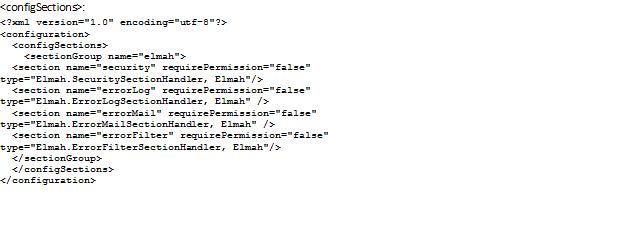 <configSections>:
<?xml version="1.0" encoding="utf-8"?>
<configuration>
<configSections>
<sectionGroup name="elmah">
<section name="security" requirePermission="false"
type="Elmah.SecuritySectionHandler, Elmah"/>
<section name="errorLog" requirePermission="false"
type="Elmah.ErrorLogSectionHandler, Elmah" />
<section name="errorMail" requirePermission="false"
type="Elmah.ErrorMailSectionHandler, Elmah" />
<section name="errorFilter" requirePermission="false"
type="Elmah.ErrorFilterSectionHandler, Elmah"/>
</sectionGroup>
</configSections>
</configuration>